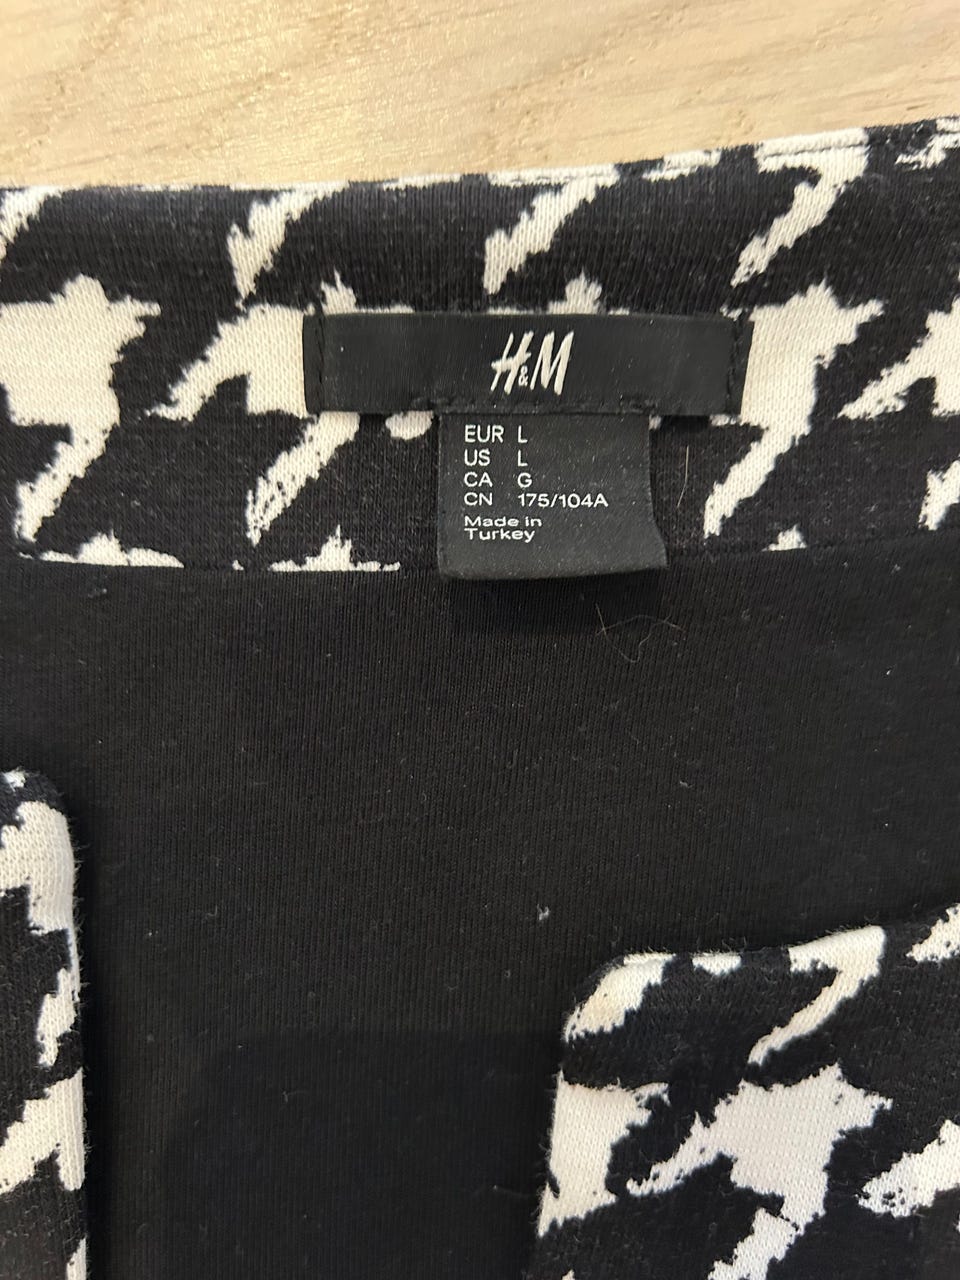 H&M
EUR L
US L
CA G
CN 175/104A
Made in
Turkey